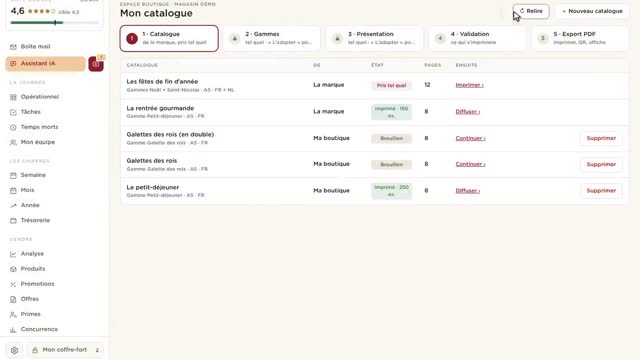 4,6 ★★★★ cible 4,5
Boîte mail
Assistant IA
1
LA JOURNÉE
Opérationnel
Tâches
Temps morts
Mon équipe
LES CHIFFRES
Semaine
Mois
Année
Trésorerie
VENDRE
Analyse
Produits
Promotions
Offres
Primes
Concurrence
Mon coffre-fort 2
ESPACE BOUTIQUE · MAGASIN DÉMO
Mon catalogue
Relire
+ Nouveau catalogue
1 1 · Catalogue
de la marque, pris tel quel
2 · Gammes
tel quel · « L'adapter » po…
3 · Présentation
tel quel · « L'adapter » po…
4 4 · Validation
ce qui s'imprimera
5 5 · Export PDF
imprimer, QR, affiche
CATALOGUE DE ÉTAT PAGES ENSUITE
Les fêtes de fin d'année La marque Pris tel quel 12 Imprimer ›
Gammes Noël + Saint-Nicolas · A5 · FR + NL
La rentrée gourmande La marque Imprimé · 150 ex. 8 Diffuser ›
Gamme Petit-déjeuner · A5 · FR
Galettes des rois (en double) Ma boutique Brouillon 8 Continuer › Supprimer
Gamme Galette des rois · A5 · FR
Galettes des rois Ma boutique Brouillon 8 Continuer › Supprimer
Gamme Galette des rois · A5 · FR
Le petit-déjeuner Ma boutique Imprimé · 200 ex. 8 Diffuser › Supprimer
Gamme Petit-déjeuner · A5 · FR